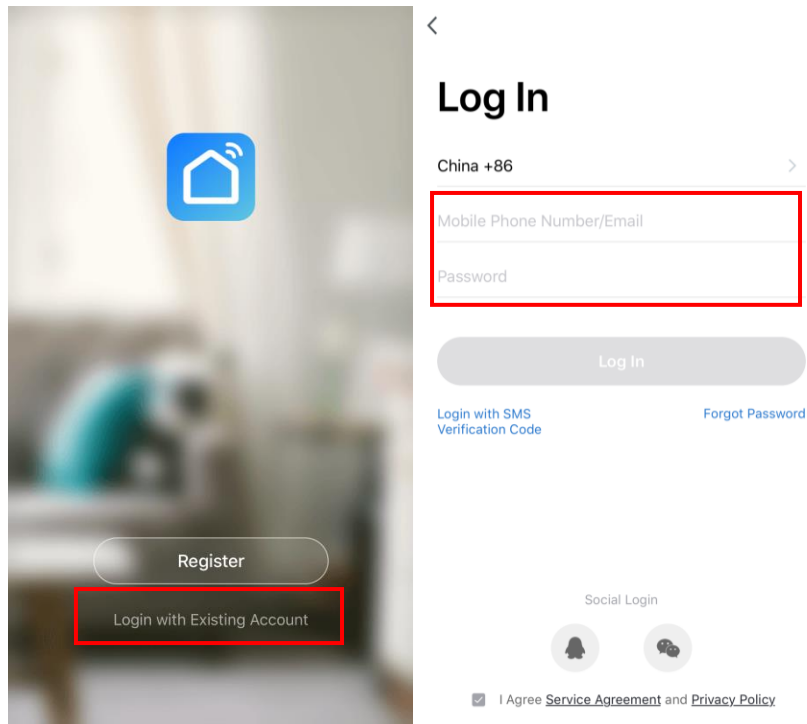 Register
Login with Existing Account
Log In
China +86
Mobile Phone Number/Email
Password
Log In
Login with SMS
Verification Code
Forgot Password
Social Login
I Agree Service Agreement and Privacy Policy